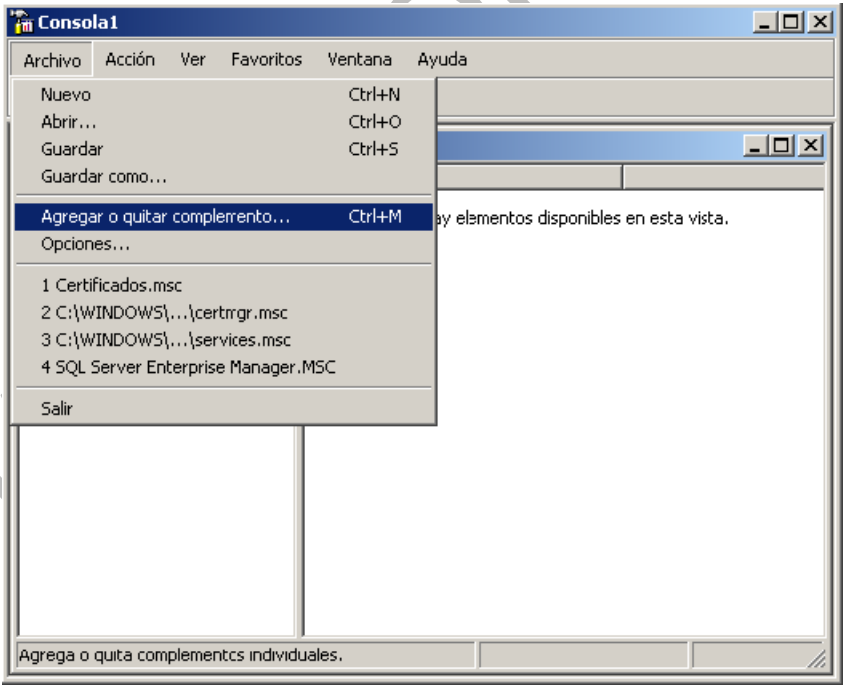 Consola1
Archivo Acción Ver Favoritos Ventana Ayuda
Nuevo Ctrl+N
Abrir... Ctrl+O
Guardar Ctrl+S
Guardar como...
Agregar o quitar complemento... Ctrl+M
ay elementos disponibles en esta vista.
Opciones...
1 Certificados.msc
2 C:\WINDOWS\...\certmgr.msc
3 C:\WINDOWS\...\services.msc
4 SQL Server Enterprise Manager.MSC
Salir
Agrega o quita complementos individuales.